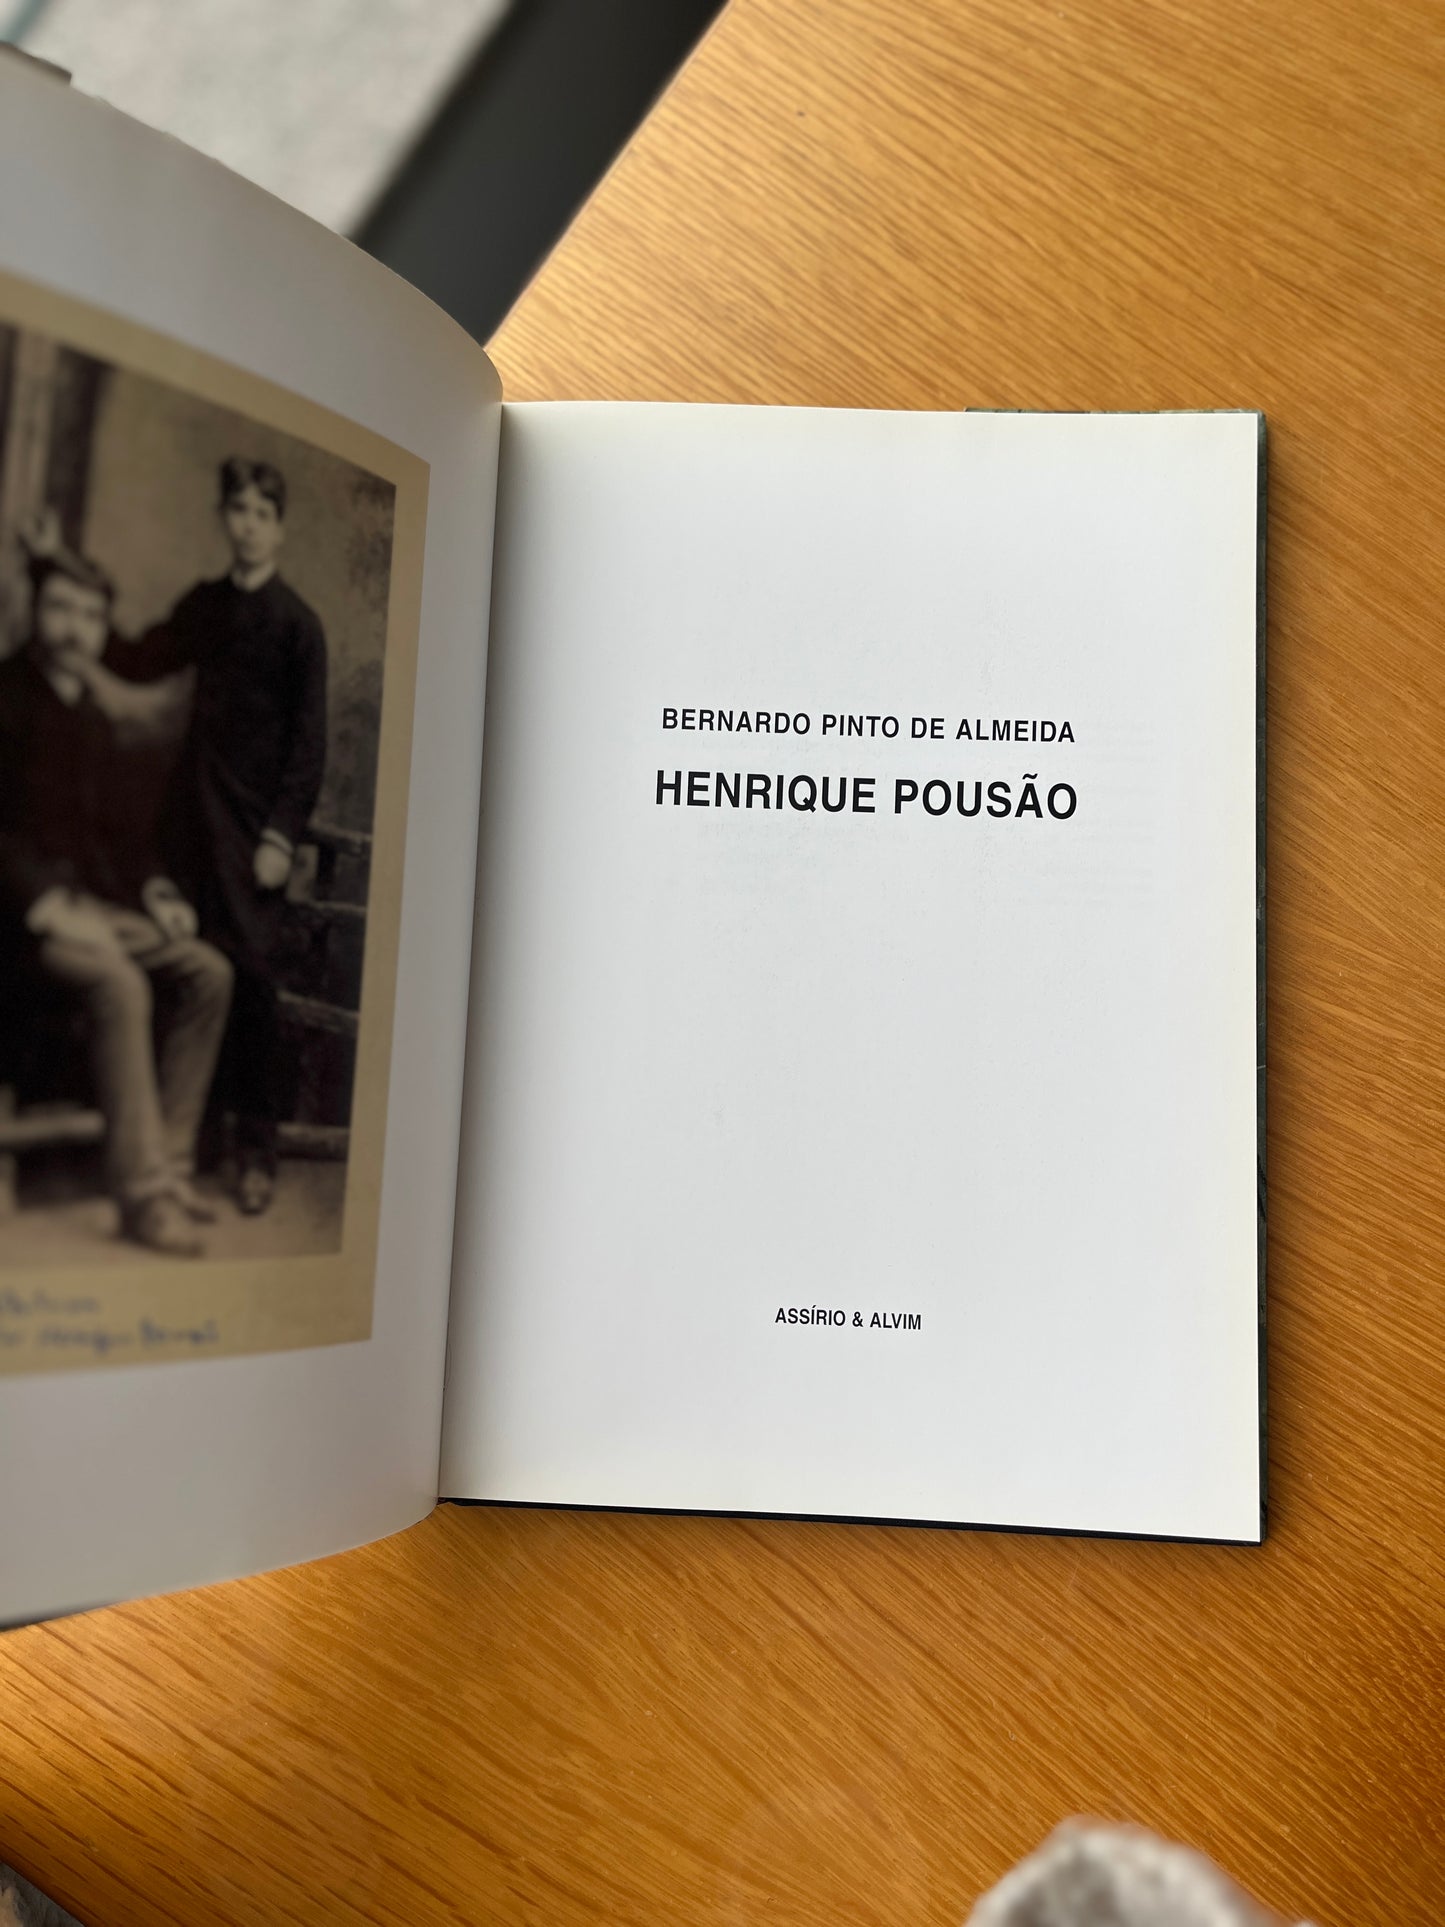 BERNARDO PINTO DE ALMEIDA
HENRIQUE POUSÃO
ASSÍRIO & ALVIM